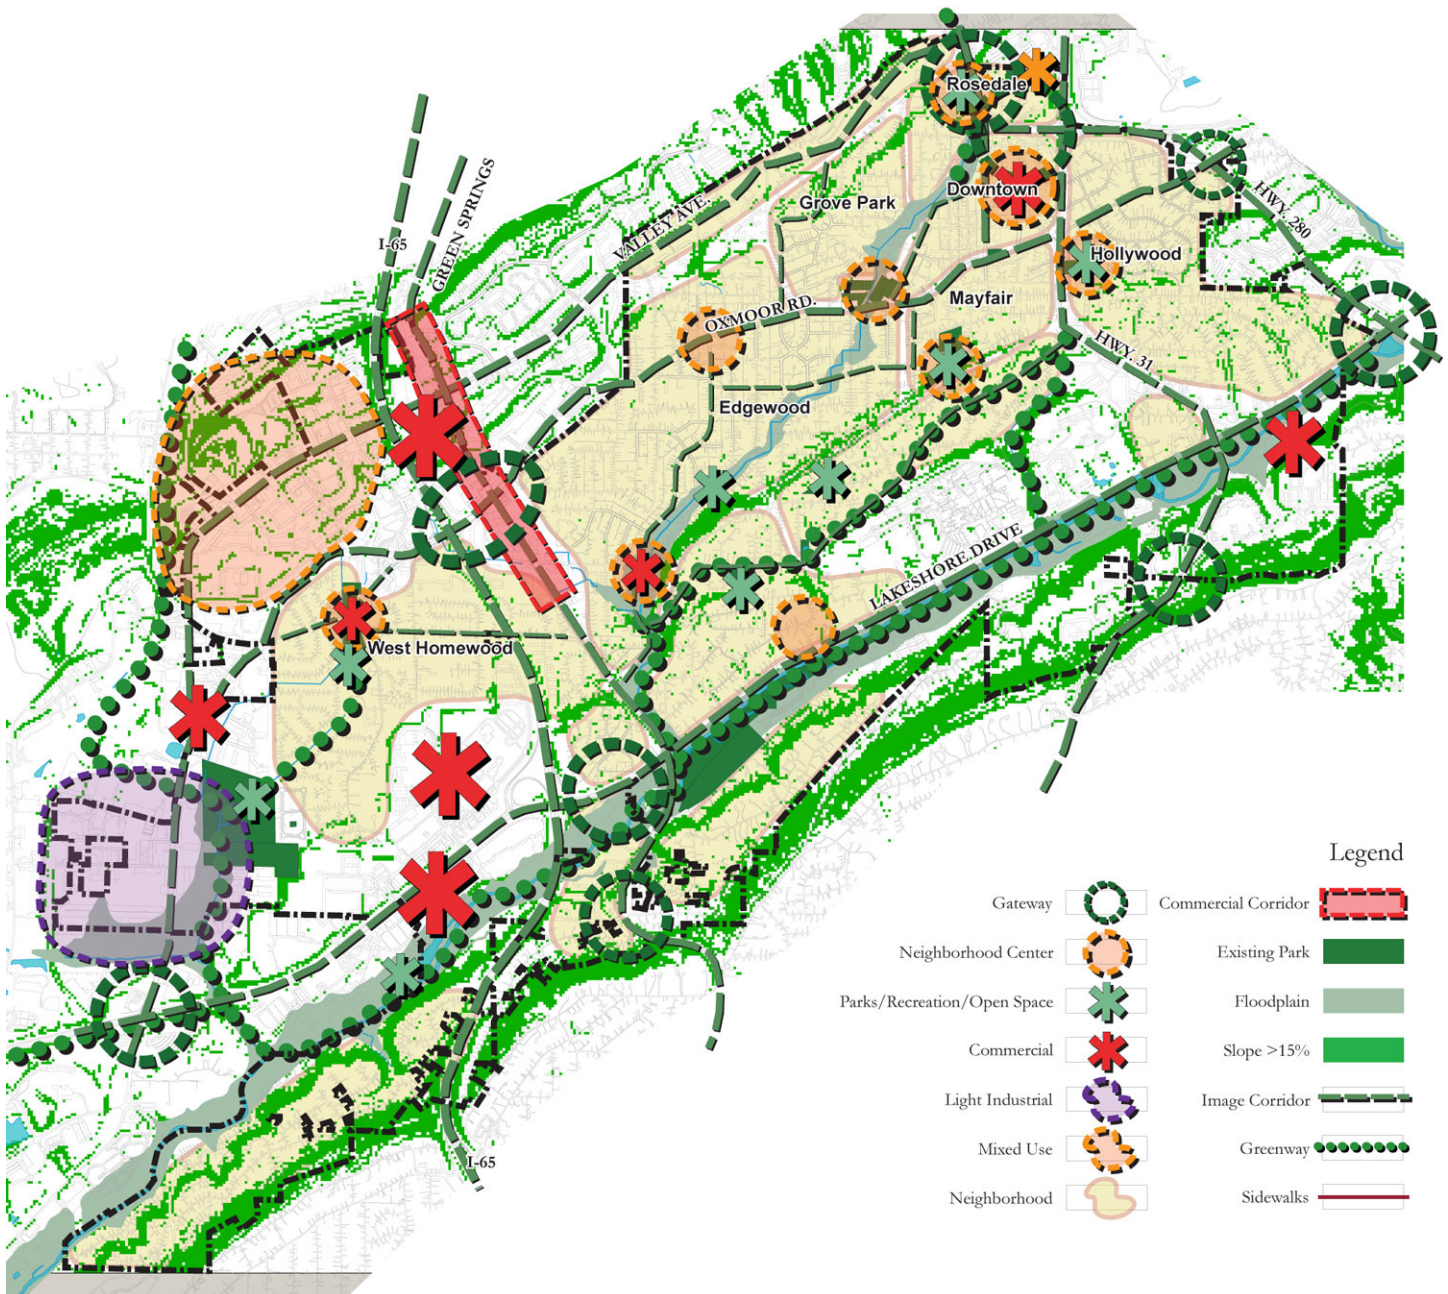 Rosedale
Downtown
Grove Park
HWY. 280
I-65
GREEN SPRINGS
VALLEY AVE.
Hollywood
Mayfair
OXMOOR RD.
HWY. 31
Edgewood
LAKESHORE DRIVE
West Homewood
I-65
Legend
Gateway
Commercial Corridor
Neighborhood Center
Existing Park
Parks/Recreation/Open Space
Floodplain
Commercial
Slope >15%
Light Industrial
Image Corridor
Mixed Use
Greenway
Neighborhood
Sidewalks